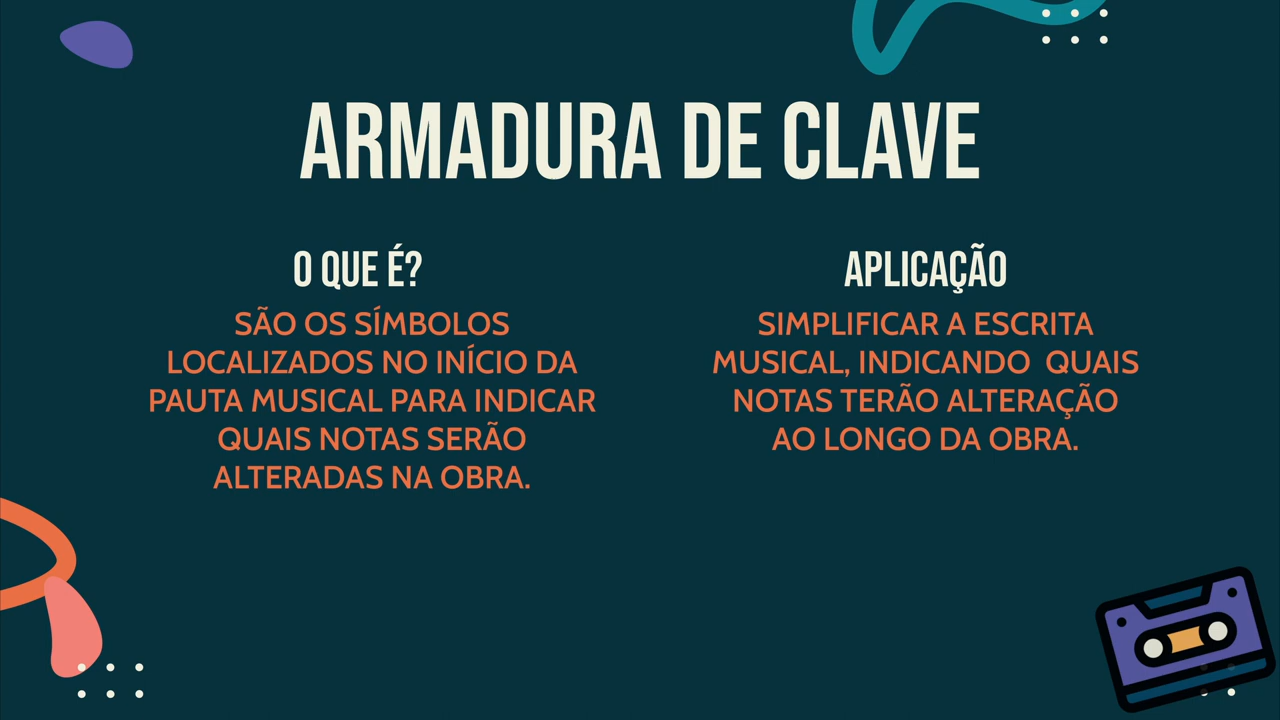 ARMADURA DE CLAVE
O QUE É?
SÃO OS SÍMBOLOS
LOCALIZADOS NO INÍCIO DA
PAUTA MUSICAL PARA INDICAR
QUAIS NOTAS SERÃO
ALTERADAS NA OBRA.
APLICAÇÃO
SIMPLIFICAR A ESCRITA
MUSICAL, INDICANDO  QUAIS
NOTAS TERÃO ALTERAÇÃO
AO LONGO DA OBRA.